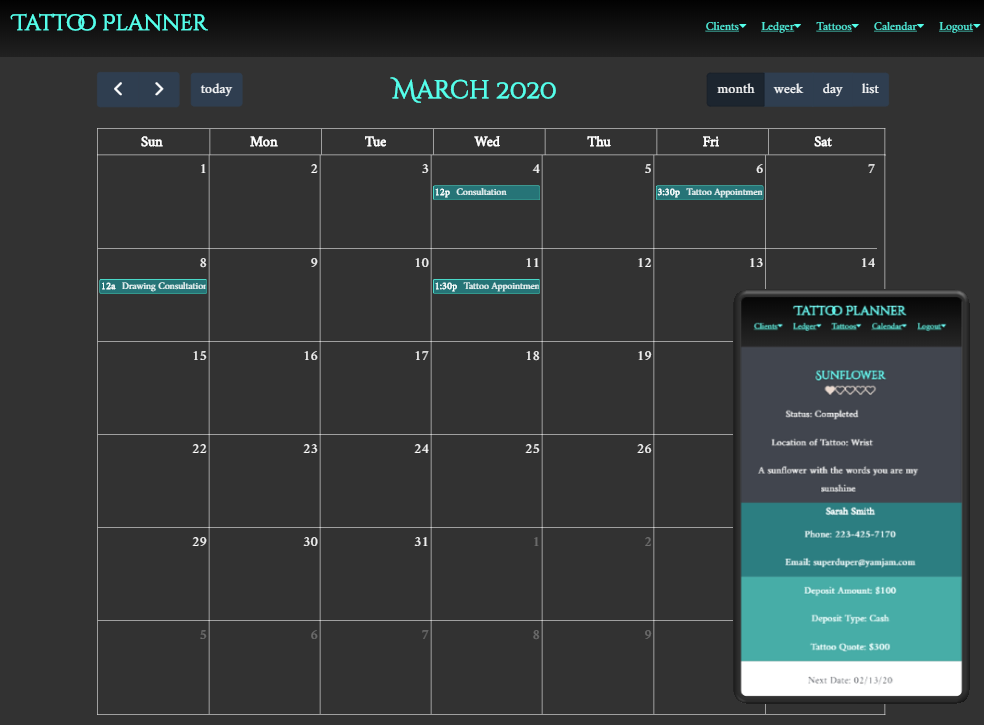 Tattoo Planner
Clients Ledger Tattoos Calendar Logout
today
March 2020
month week day list
Sun Mon Tue Wed Thu Fri Sat
1 2 3 4 5 6 7
12p Consultation
3:30p Tattoo Appointmen
8 9 10 11 12 13 14
12a Drawing Consultation
1:30p Tattoo Appointmen
15 16 17 18 19
22 23 24 25 26
29 30 31 1 2
5 6 7 8 9
Tattoo Planner
Clients Ledger Tattoos Calendar Logout
Sunflower
Status: Completed
Location of Tattoo: Wrist
A sunflower with the words you are my
sunshine
Sarah Smith
Phone: 223-425-7170
Email: superduper@yamjam.com
Deposit Amount: $100
Deposit Type: Cash
Tattoo Quote: $300
Next Date: 02/13/20